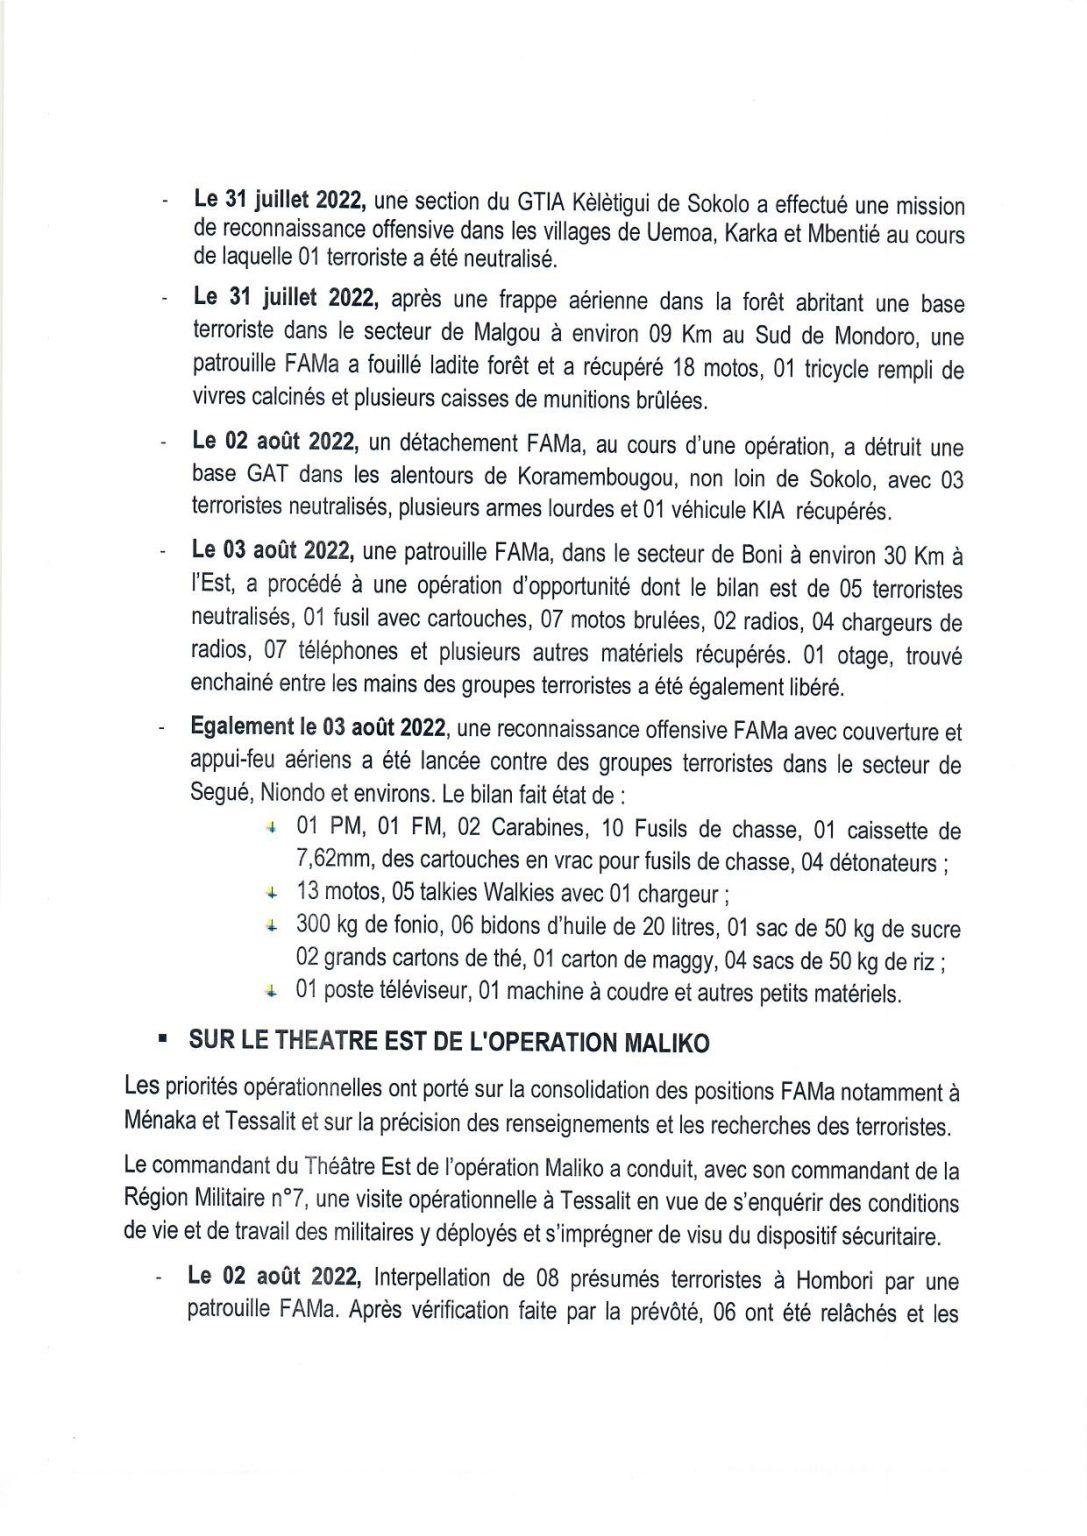 - Le 31 juillet 2022, une section du GTIA Kèlètigui de Sokolo a effectué une mission
de reconnaissance offensive dans les villages de Uemoa, Karka et Mbentié au cours
de laquelle 01 terroriste a été neutralisé.
- Le 31 juillet 2022, après une frappe aérienne dans la forêt abritant une base
terroriste dans le secteur de Malgou à environ 09 Km au Sud de Mondoro, une
patrouille FAMa a fouillé ladite forêt et a récupéré 18 motos, 01 tricycle rempli de
vivres calcinés et plusieurs caisses de munitions brûlées.
- Le 02 août 2022, un détachement FAMa, au cours d'une opération, a détruit une
base GAT dans les alentours de Koramembougou, non loin de Sokolo, avec 03
terroristes neutralisés, plusieurs armes lourdes et 01 véhicule KIA récupérés.
- Le 03 août 2022, une patrouille FAMa, dans le secteur de Boni à environ 30 Km à
l'Est, a procédé à une opération d'opportunité dont le bilan est de 05 terroristes
neutralisés, 01 fusil avec cartouches, 07 motos brulées, 02 radios, 04 chargeurs de
radios, 07 téléphones et plusieurs autres matériels récupérés. 01 otage, trouvé
enchainé entre les mains des groupes terroristes a été également libéré.
- Egalement le 03 août 2022, une reconnaissance offensive FAMa avec couverture et
appui-feu aériens a été lancée contre des groupes terroristes dans le secteur de
Segué, Niondo et environs. Le bilan fait état de :
01 PM, 01 FM, 02 Carabines, 10 Fusils de chasse, 01 caissette de
7,62mm, des cartouches en vrac pour fusils de chasse, 04 détonateurs ;
13 motos, 05 talkies Walkies avec 01 chargeur ;
300 kg de fonio, 06 bidons d'huile de 20 litres, 01 sac de 50 kg de sucre
02 grands cartons de thé, 01 carton de maggy, 04 sacs de 50 kg de riz ;
01 poste téléviseur, 01 machine à coudre et autres petits matériels.
▪ SUR LE THEATRE EST DE L'OPERATION MALIKO
Les priorités opérationnelles ont porté sur la consolidation des positions FAMa notamment à
Ménaka et Tessalit et sur la précision des renseignements et les recherches des terroristes.
Le commandant du Théâtre Est de l'opération Maliko a conduit, avec son commandant de la
Région Militaire n°7, une visite opérationnelle à Tessalit en vue de s'enquérir des conditions
de vie et de travail des militaires y déployés et s'imprégner de visu du dispositif sécuritaire.
- Le 02 août 2022, Interpellation de 08 présumés terroristes à Hombori par une
patrouille FAMa. Après vérification faite par la prévôté, 06 ont été relâchés et les